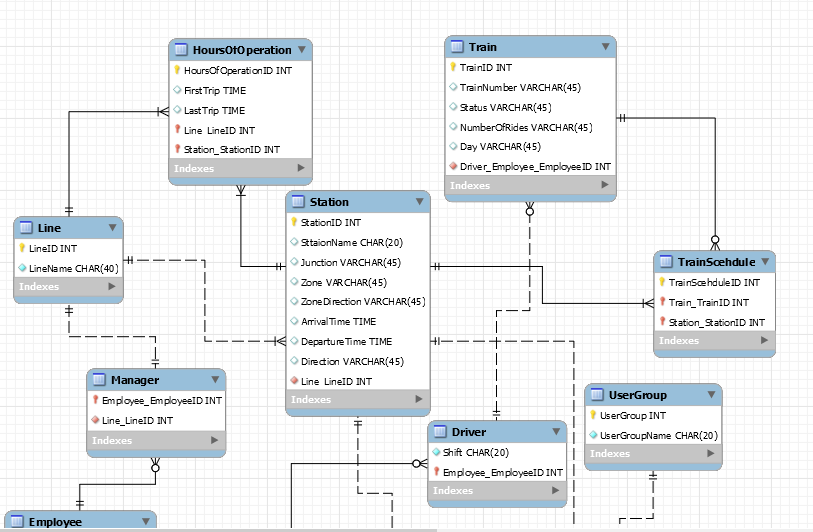 HoursOfOperation
HoursOfOperationID INT
FirstTrip TIME
LastTrip TIME
Line_LineID INT
Station_StationID INT
Indexes
Train
TrainID INT
TrainNumber VARCHAR(45)
Status VARCHAR(45)
NumberOfRides VARCHAR(45)
Day VARCHAR(45)
Driver_Employee_EmployeeID INT
Indexes
Line
LineID INT
LineName CHAR(40)
Indexes
Station
StationID INT
SttaionName CHAR(20)
Junction VARCHAR(45)
Zone VARCHAR(45)
ZoneDirection VARCHAR(45)
ArrivalTime TIME
DepartureTime TIME
Direction VARCHAR(45)
Line_LineID INT
Indexes
TrainScehdule
TrainScehduleID INT
Train_TrainID INT
Station_StationID INT
Indexes
Manager
Employee_EmployeeID INT
Line_LineID INT
Indexes
Driver
Shift CHAR(20)
Employee_EmployeeID INT
Indexes
UserGroup
UserGroup INT
UserGroupName CHAR(20)
Indexes
Employee